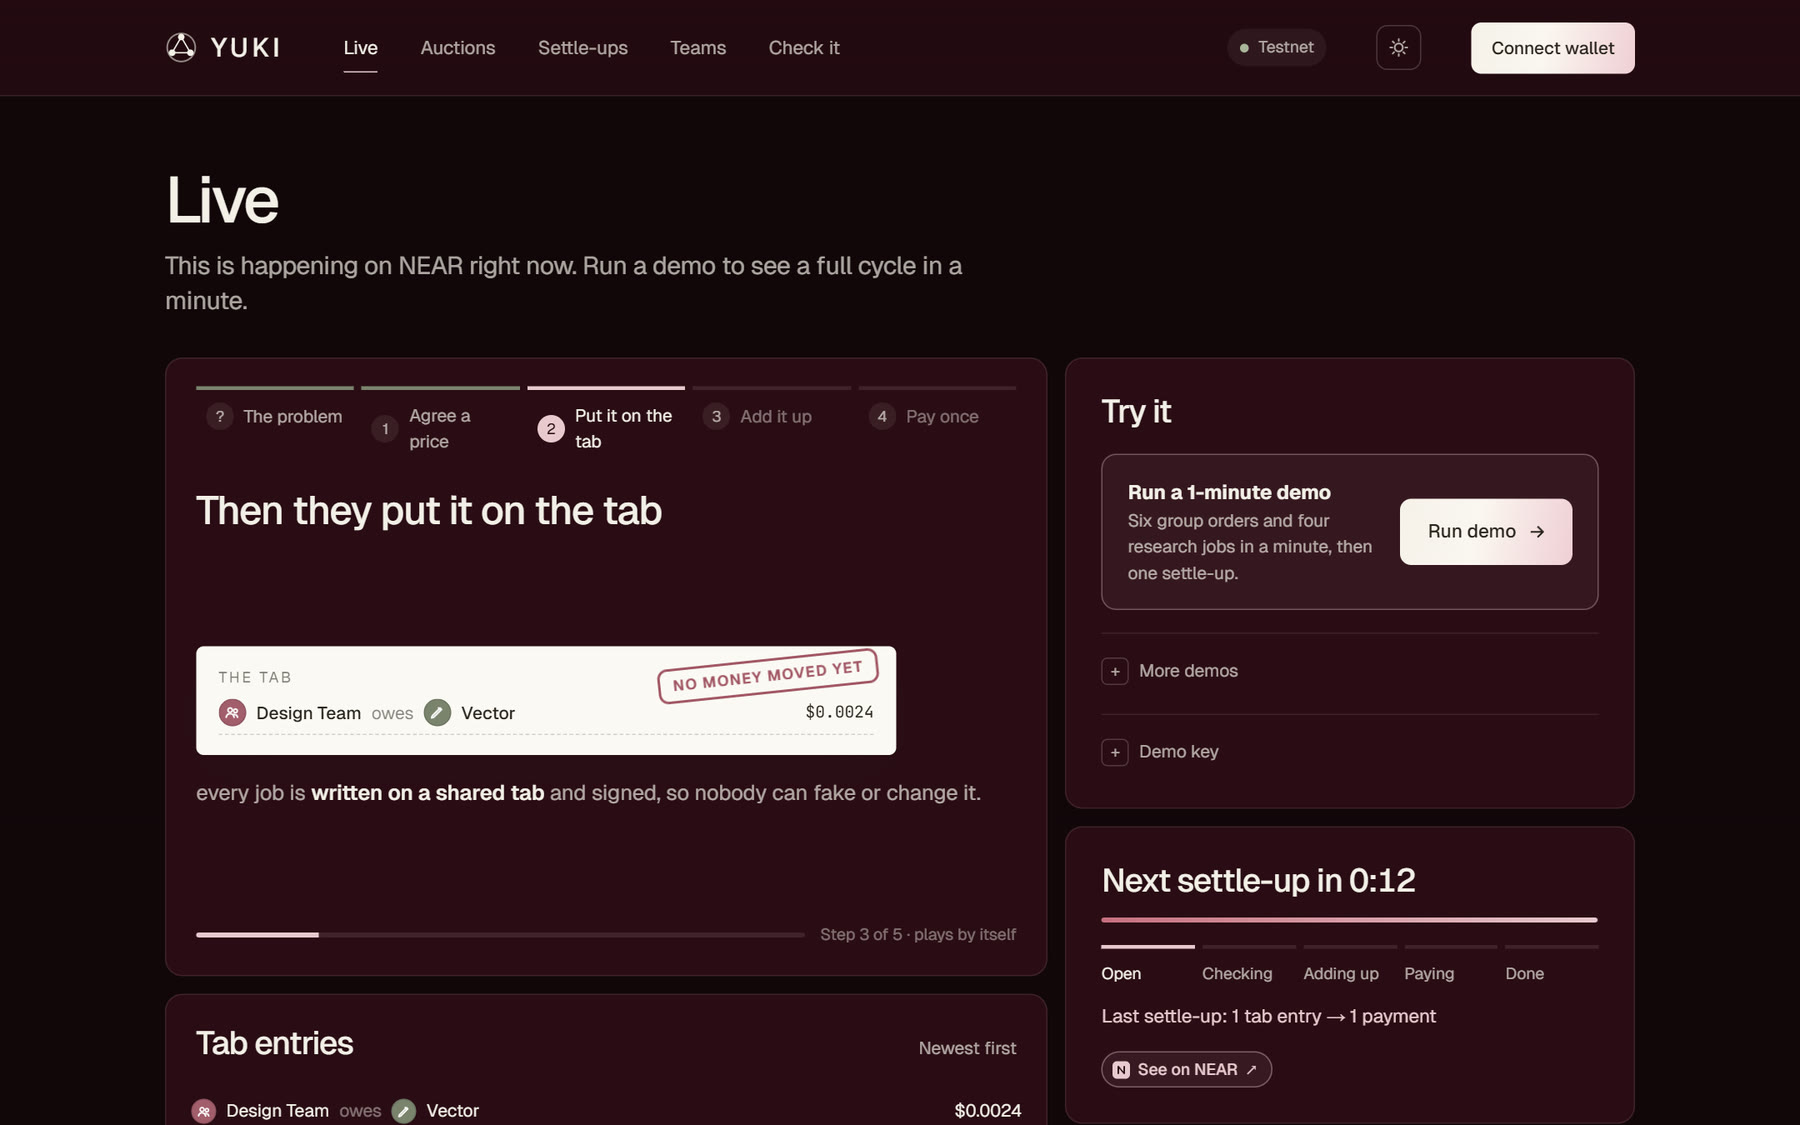 YUKI
Live
Auctions
Settle-ups
Teams
Check it
Testnet
Connect wallet
Live
This is happening on NEAR right now. Run a demo to see a full cycle in a
minute.
? The problem
1 Agree a
price
2 Put it on the
tab
3 Add it up
4 Pay once
Then they put it on the tab
THE TAB
NO MONEY MOVED YET
Design Team owes Vector $0.0024
every job is written on a shared tab and signed, so nobody can fake or change it.
Step 3 of 5 · plays by itself
Tab entries
Newest first
Design Team owes Vector $0.0024
Try it
Run a 1-minute demo
Six group orders and four
research jobs in a minute, then
one settle-up.
Run demo →
+ More demos
+ Demo key
Next settle-up in 0:12
Open
Checking
Adding up
Paying
Done
Last settle-up: 1 tab entry → 1 payment
N See on NEAR ↗